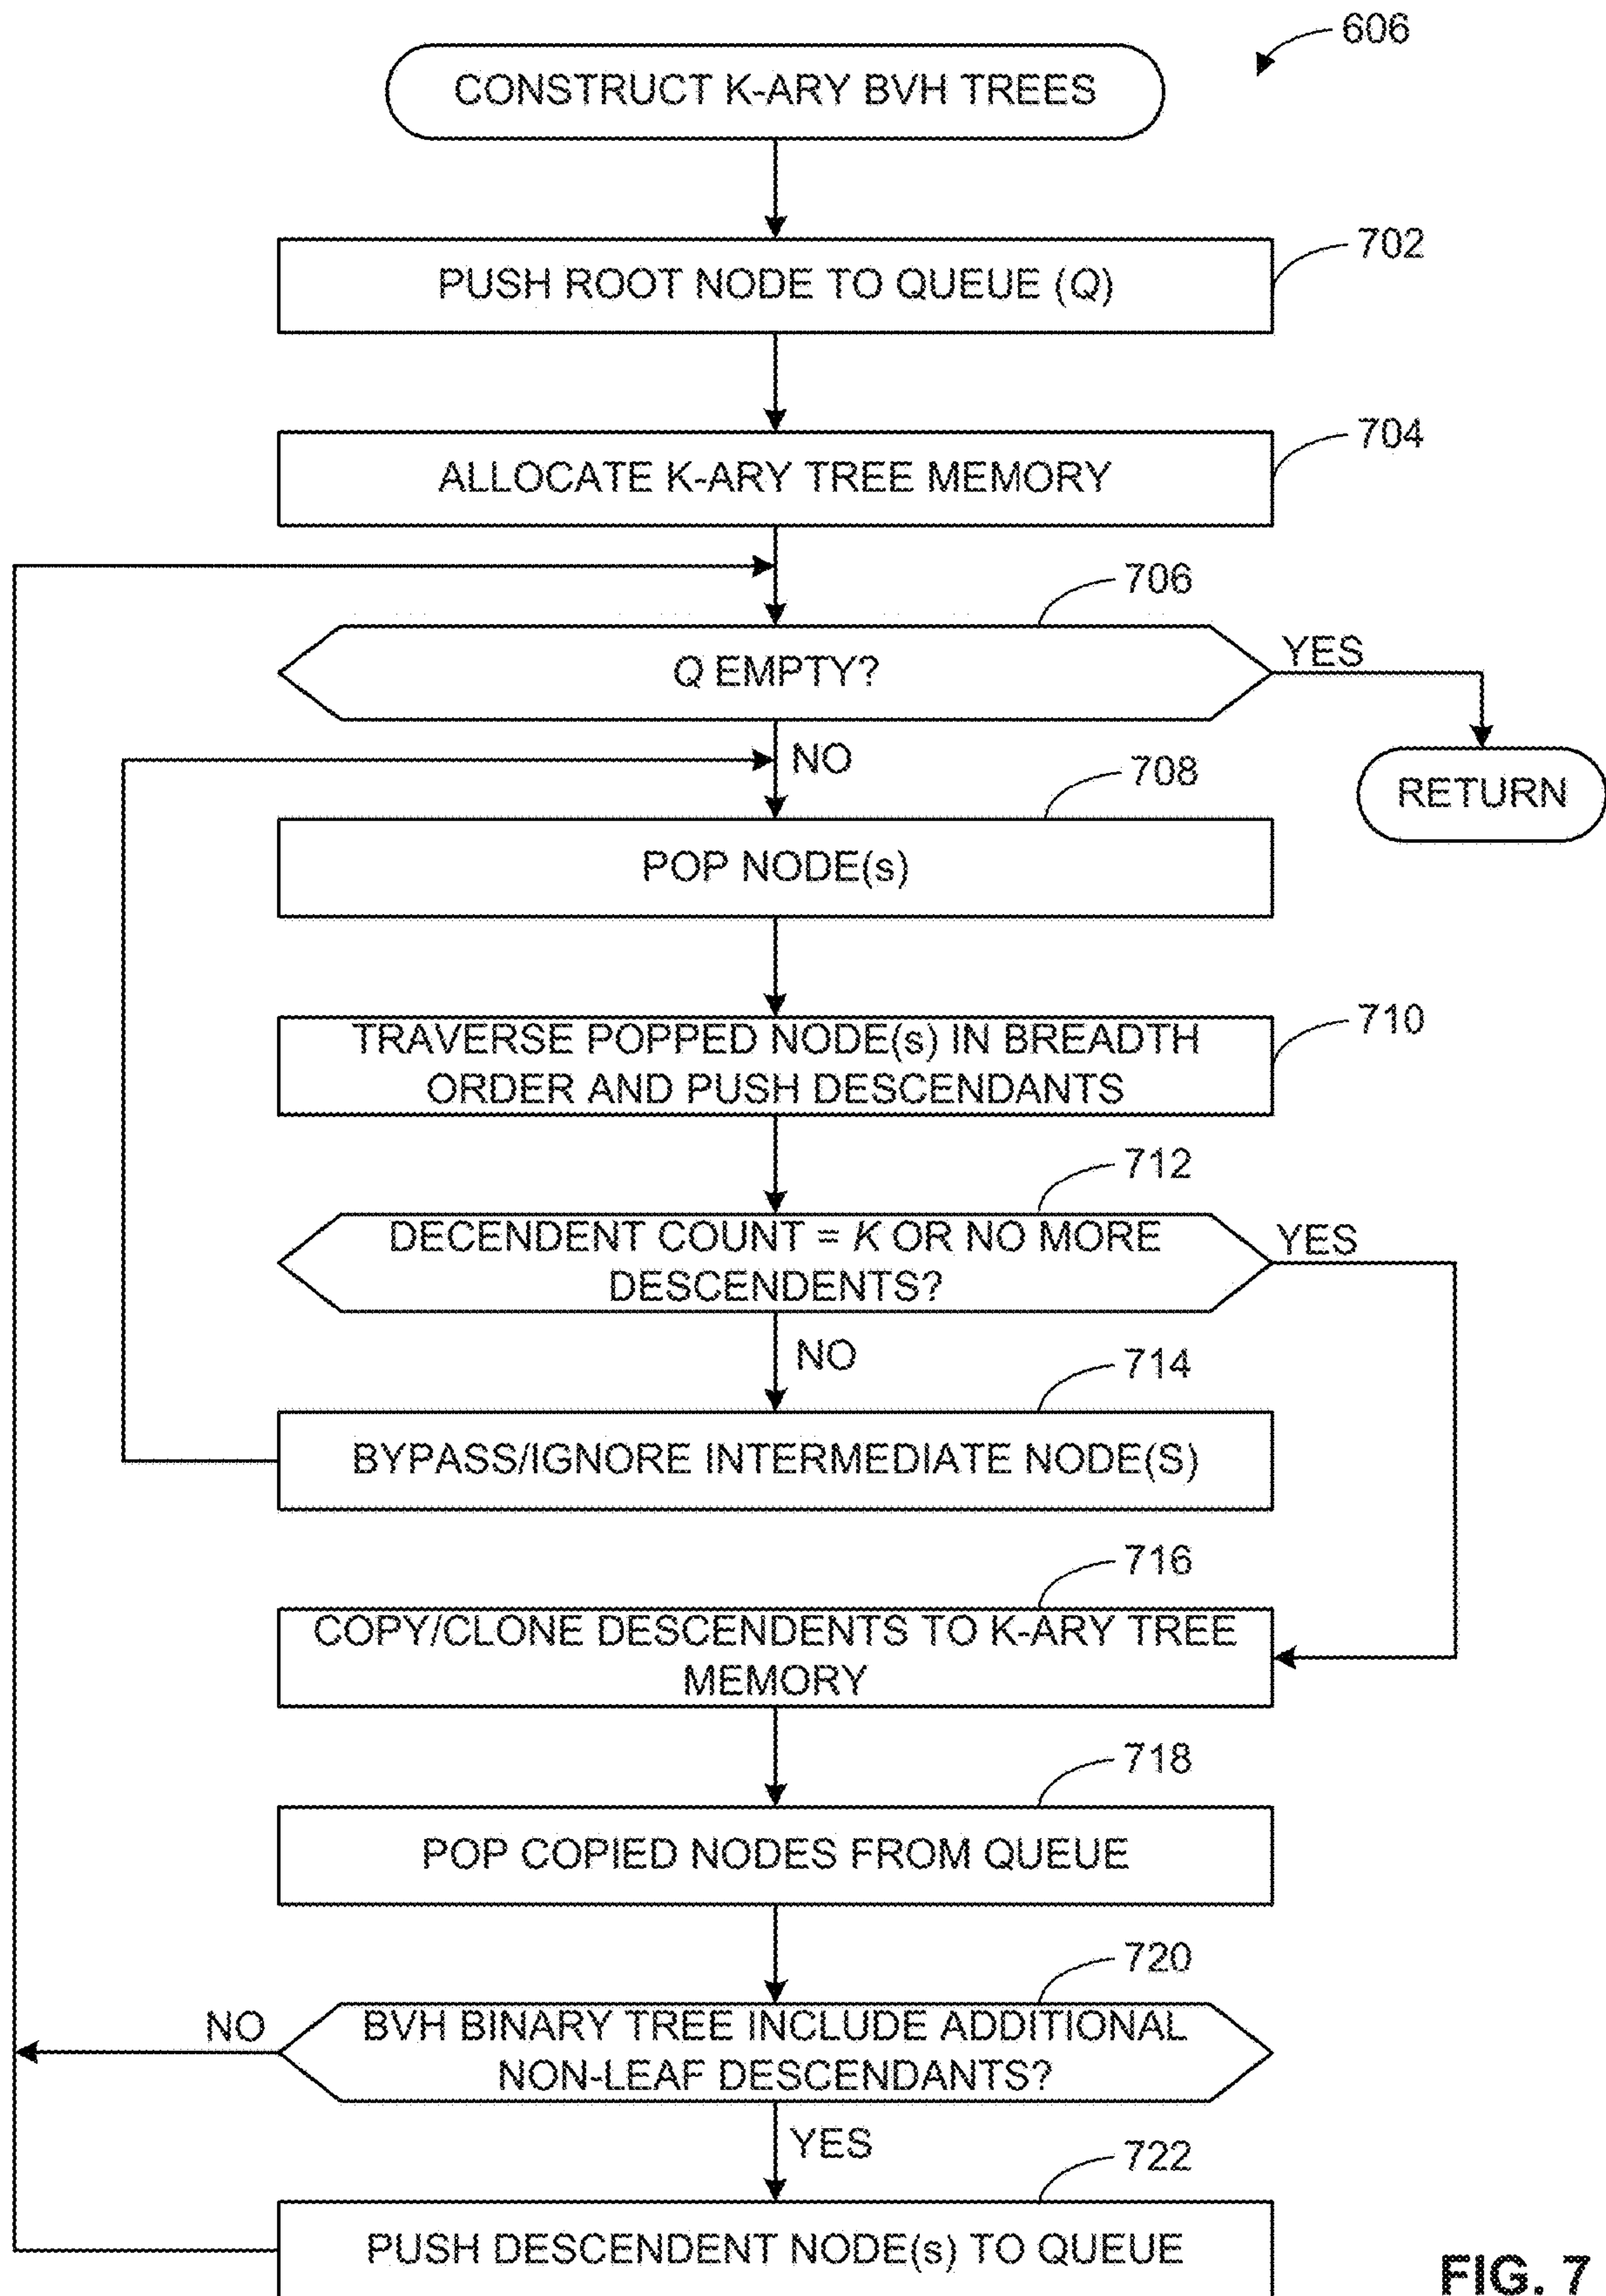 606
CONSTRUCT K-ARY BVH TREES
702
PUSH ROOT NODE TO QUEUE (Q)
704
ALLOCATE K-ARY TREE MEMORY
706
Q EMPTY?
YES
NO
RETURN
708
POP NODE(s)
710
TRAVERSE POPPED NODE(s) IN BREADTH
ORDER AND PUSH DESCENDANTS
712
DECENDENT COUNT = K OR NO MORE
DESCENDENTS?
YES
NO
714
BYPASS/IGNORE INTERMEDIATE NODE(S)
716
COPY/CLONE DESCENDENTS TO K-ARY TREE
MEMORY
718
POP COPIED NODES FROM QUEUE
720
NO
BVH BINARY TREE INCLUDE ADDITIONAL
NON-LEAF DESCENDANTS?
YES
722
PUSH DESCENDENT NODE(s) TO QUEUE
FIG. 7